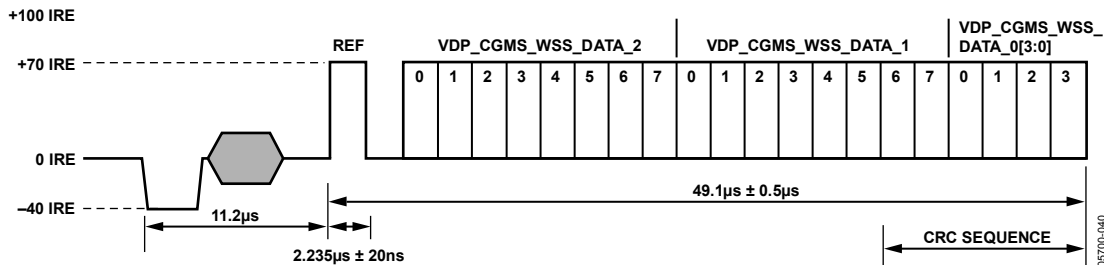 +100 IRE
REF
VDP_CGMS_WSS_DATA_2
VDP_CGMS_WSS_DATA_1
VDP_CGMS_WSS_
DATA_0[3:0]
+70 IRE
0 1 2 3 4 5 6 7 0 1 2 3 4 5 6 7 0 1 2 3
0 IRE
49.1µs ± 0.5µs
–40 IRE
11.2µs
CRC SEQUENCE
2.235µs ± 20ns
05700-040